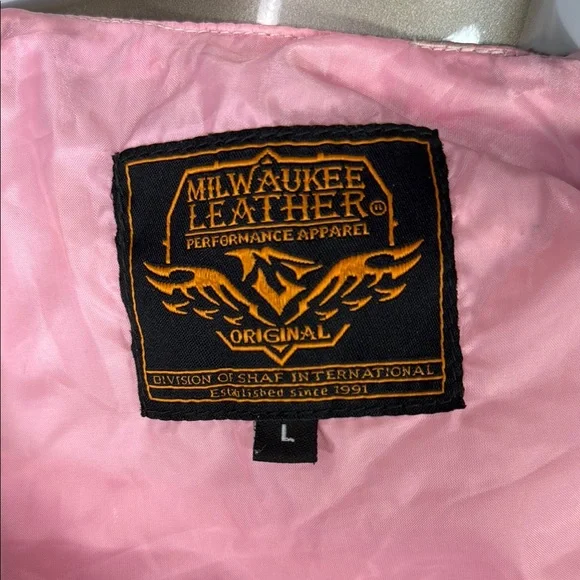 MILWAUKEE
LEATHER
PERFORMANCE APPAREL
ORIGINAL
DIVISION OF SHAF INTERNATIONAL
Established since 1991
L